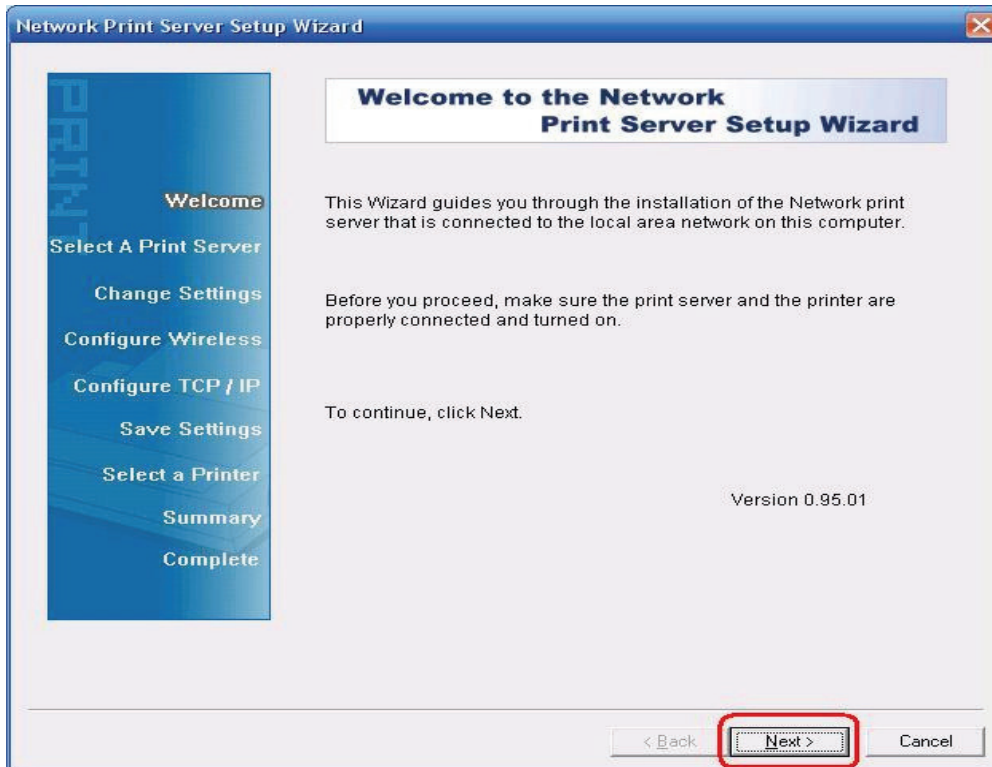 Network Print Server Setup Wizard
PRINT
Welcome
Select A Print Server
Change Settings
Configure Wireless
Configure TCP / IP
Save Settings
Select a Printer
Summary
Complete
Welcome to the Network
Print Server Setup Wizard
This Wizard guides you through the installation of the Network print
server that is connected to the local area network on this computer.
Before you proceed, make sure the print server and the printer are
properly connected and turned on.
To continue, click Next.
Version 0.95.01
< Back
Next >
Cancel